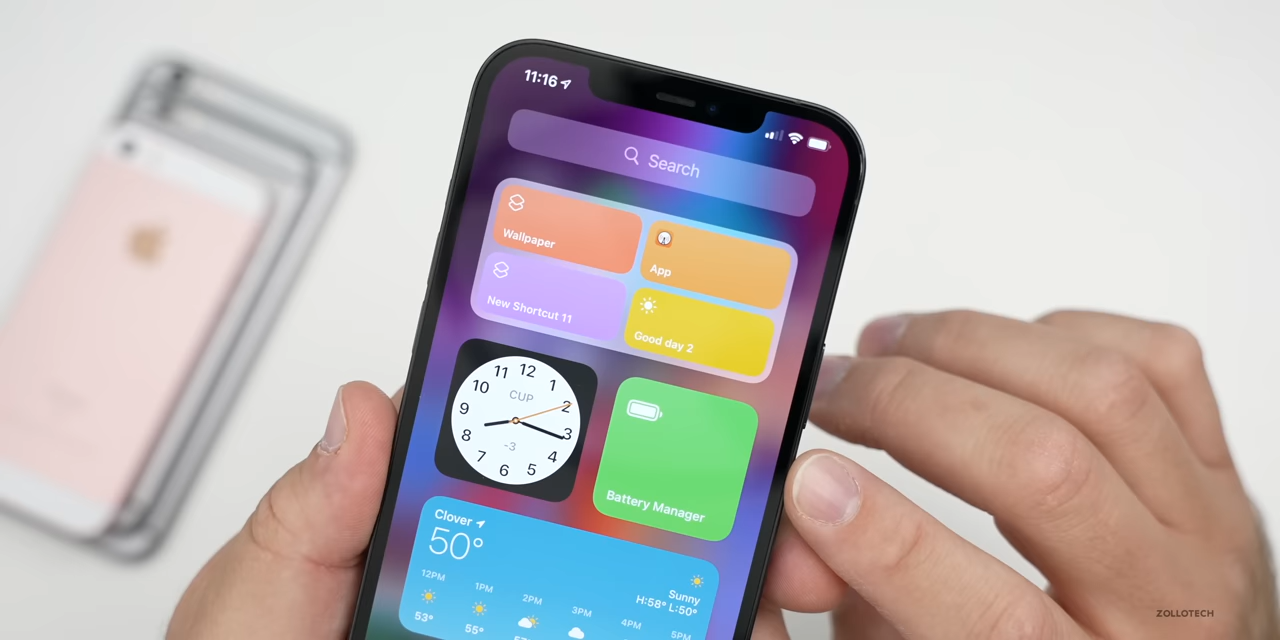 11:16
Search
Wallpaper
App
New Shortcut 11
Good day 2
12
1
2
3
4
5
6
7
8
9
10
11
CUP
-3
Battery Manager
Clover
50°
Sunny
H:58° L:50°
12PM
1PM
2PM
3PM
4PM
5PM
53°
55°
ZOLLOTECH